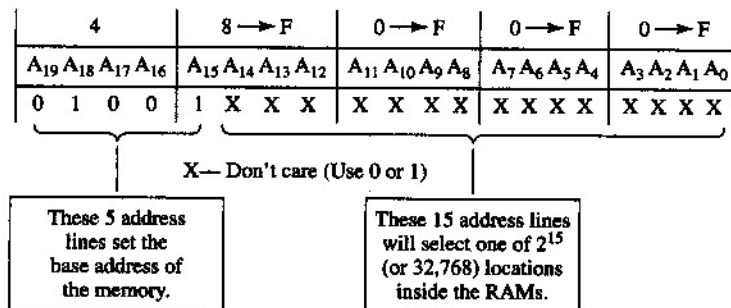 4 8 → F 0 → F 0 → F 0 → F
A₁₉ A₁₈ A₁₇ A₁₆ A₁₅ A₁₄ A₁₃ A₁₂ A₁₁ A₁₀ A₉ A₈ A₇ A₆ A₅ A₄ A₃ A₂ A₁ A₀
0 1 0 0 1 X X X X X X X X X X X X X X X
X— Don't care (Use 0 or 1)
These 5 address
lines set the
base address of
the memory.
These 15 address lines
will select one of 2¹⁵
(or 32,768) locations
inside the RAMs.